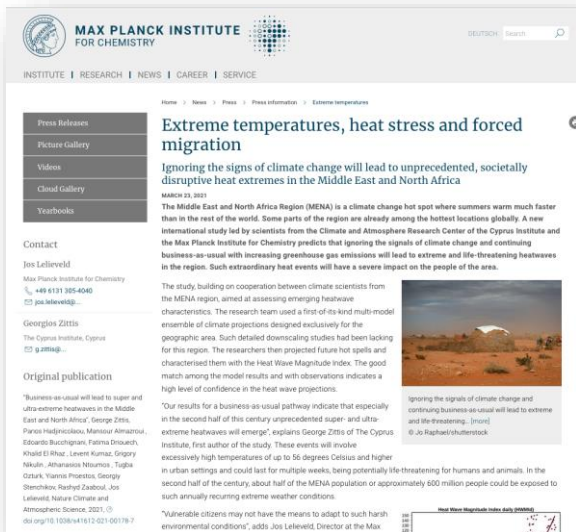 MAX PLANCK INSTITUTE
FOR CHEMISTRY
DEUTSCH
Search
INSTITUTE | RESEARCH | NEWS | CAREER | SERVICE
Home > News > Press > Press information > Extreme temperatures
Press Releases
Picture Gallery
Videos
Cloud Gallery
Yearbooks
Contact
Jos Lelieveld
Max Planck Institute for Chemistry
+49 6131 305-4040
jos.lelieveld@...
Georgios Zittis
The Cyprus Institute, Cyprus
g.zittis@...
Original publication
"Business-as-usual will lead to super and
ultra-extreme heatwaves in the Middle
East and North Africa", George Zittis,
Panos Hadjinicolaou, Mansour Almazroui,
Edoardo Bucchignani, Fatima Driouech,
Khalid El Rhaz, Levent Kurnaz, Grigory
Nikulin, Athanasios Ntoumos, Tugba
Ozturk, Yiannis Proestos, Georgiy
Stenchikov, Rashyd Zaaboul, Jos
Lelieveld, Nature Climate and
Atmospheric Science, 2021,
doi.org/10.1038/s41612-021-00178-7
Extreme temperatures, heat stress and forced
migration
Ignoring the signs of climate change will lead to unprecedented, societally
disruptive heat extremes in the Middle East and North Africa
MARCH 23, 2021
The Middle East and North Africa Region (MENA) is a climate change hot spot where summers warm much faster
than in the rest of the world. Some parts of the region are already among the hottest locations globally. A new
international study led by scientists from the Climate and Atmosphere Research Center of the Cyprus Institute and
the Max Planck Institute for Chemistry predicts that ignoring the signs of climate change and continuing
business-as-usual with increasing greenhouse gas emissions will lead to extreme and life-threatening heatwaves
in the region. Such extraordinary heat events will have a severe impact on the people of the area.
The study, building on cooperation between climate scientists from
the MENA region, aimed at assessing emerging heatwave
characteristics. The research team used a first-of-its-kind multi-model
ensemble of climate projections designed exclusively for the
geographic area. Such detailed downscaling studies had been lacking
for this region. The researchers then projected future hot spells and
characterised them with the Heat Wave Magnitude Index. The good
match among the model results and with observations indicates a
high level of confidence in the heat wave projections.
"Our results for a business-as-usual pathway indicate that especially
in the second half of this century unprecedented super- and ultra-
extreme heatwaves will emerge", explains George Zittis of The Cyprus
Institute, first author of the study. These events will involve
excessively high temperatures of up to 56 degrees Celsius and higher
in urban settings and could last for multiple weeks, being potentially life-threatening for humans and animals. In the
second half of the century, about half of the MENA population or approximately 600 million people could be exposed to
such annually recurring extreme weather conditions.
"Vulnerable citizens may not have the means to adapt to such harsh
environmental conditions", adds Jos Lelieveld, Director at the Max
Ignoring the signs of climate change and
continuing business-as-usual will lead to extreme
and life-threatening... [more]
© Jo Raphael/shutterstock
Heat Wave Magnitude Index daily (HWMId)